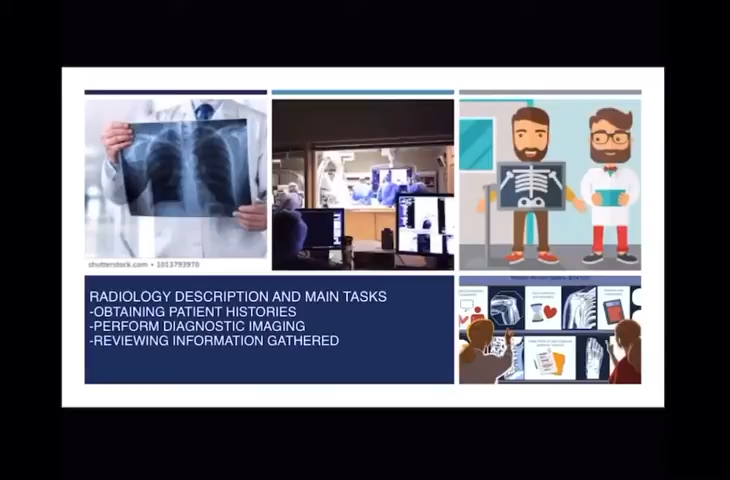 shutterstock.com • 1013793970
RADIOLOGY DESCRIPTION AND MAIN TASKS
-OBTAINING PATIENT HISTORIES
-PERFORM DIAGNOSTIC IMAGING
-REVIEWING INFORMATION GATHERED